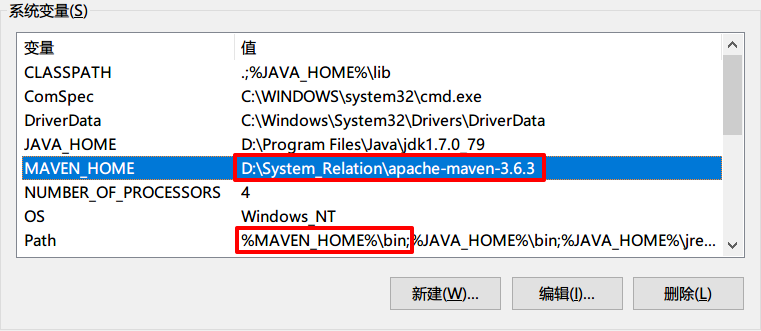 系统变量(S)
变量 值
CLASSPATH .;%JAVA_HOME%\lib
ComSpec C:\WINDOWS\system32\cmd.exe
DriverData C:\Windows\System32\Drivers\DriverData
JAVA_HOME D:\Program Files\Java\jdk1.7.0_79
MAVEN_HOME D:\System_Relation\apache-maven-3.6.3
NUMBER_OF_PROCESSORS 4
OS Windows_NT
Path %MAVEN_HOME%\bin;%JAVA_HOME%\bin;%JAVA_HOME%\jre...
新建(W)... 编辑(I)... 删除(L)